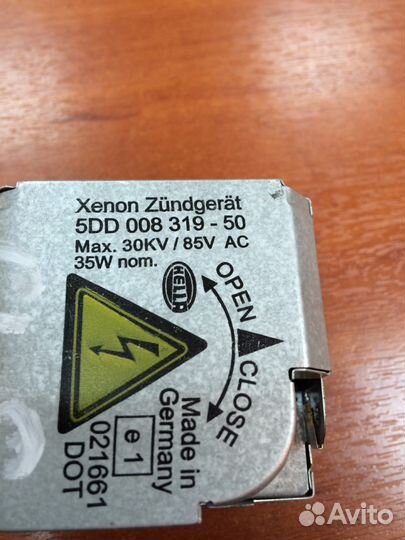 Xenon Zündgerät
5DD 008 319 - 50
Max. 30KV / 85V AC
35W nom.
HELLA
OPEN
CLOSE
Made in
Germany
e 1
021661
DOT
Avito